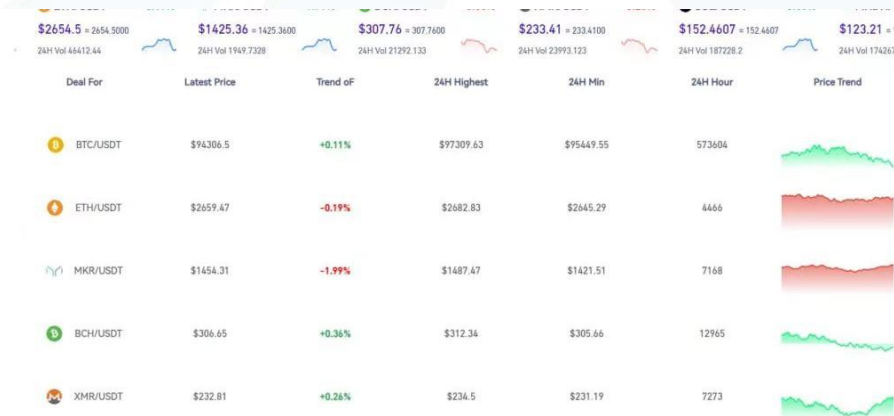 $2654.5 ≈ 2654.5000 $1425.36 ≈ 1425.3600 $307.76 ≈ 307.7600 $233.41 ≈ 233.4100 $152.4607 ≈ 152.4607 $123.21 ≈
24H Vol 46412.44 24H Vol 1949.7328 24H Vol 21292.133 24H Vol 23993.123 24H Vol 187228.2 24H Vol 17426
Deal For Latest Price Trend oF 24H Highest 24H Min 24H Hour Price Trend
BTC/USDT $94306.5 +0.11% $97309.63 $95449.55 573604
ETH/USDT $2659.47 -0.19% $2682.83 $2645.29 4466
MKR/USDT $1454.31 -1.99% $1487.47 $1421.51 7168
BCH/USDT $306.65 +0.36% $312.34 $305.66 12965
XMR/USDT $232.81 +0.26% $234.5 $231.19 7273